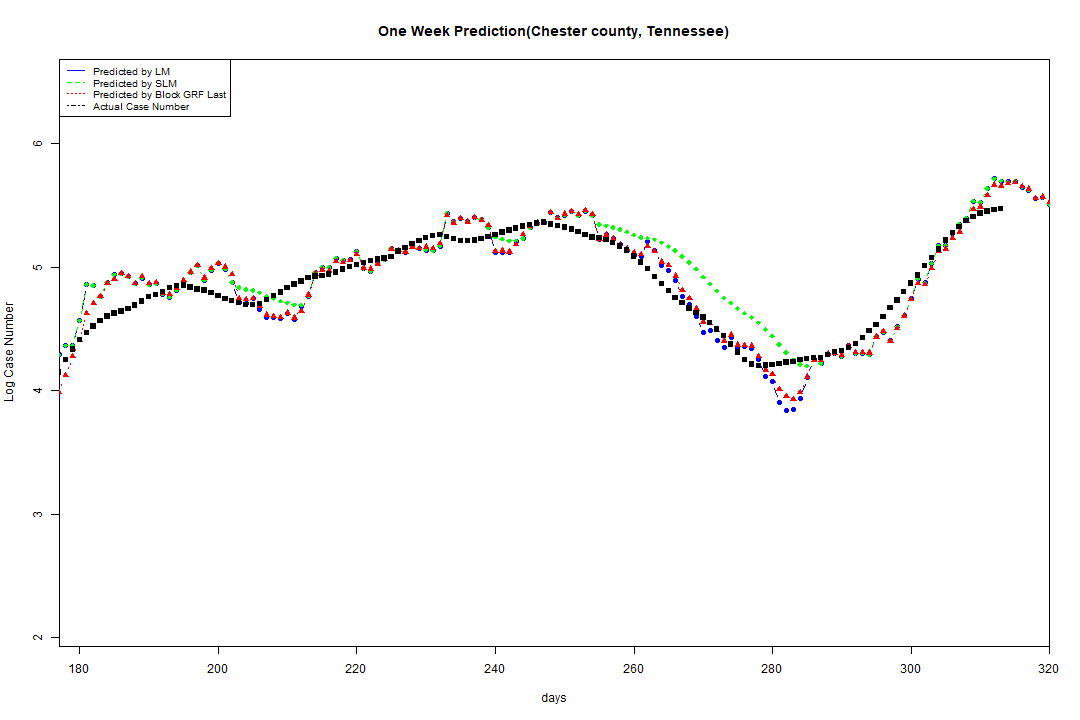 One Week Prediction(Chester county, Tennessee)
Predicted by LM
Predicted by SLM
Predicted by Block GRF Last
Actual Case Number
Log Case Number
6
5
4
3
2
180 200 220 240 260 280 300 320
days